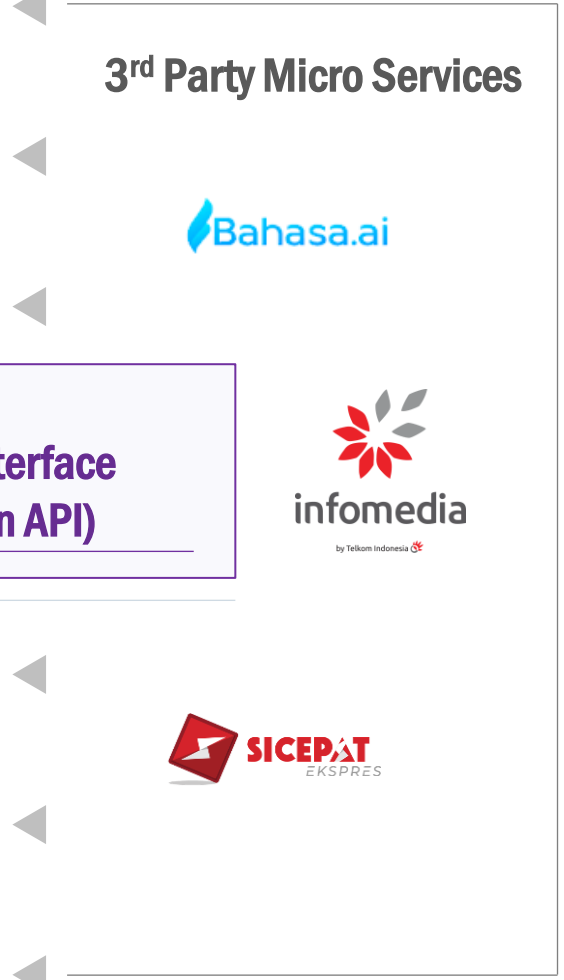 3rd Party Micro Services
Bahasa.ai
terface
n API)
infomedia
by Telkom Indonesia
SICEPAT
EKSPRES